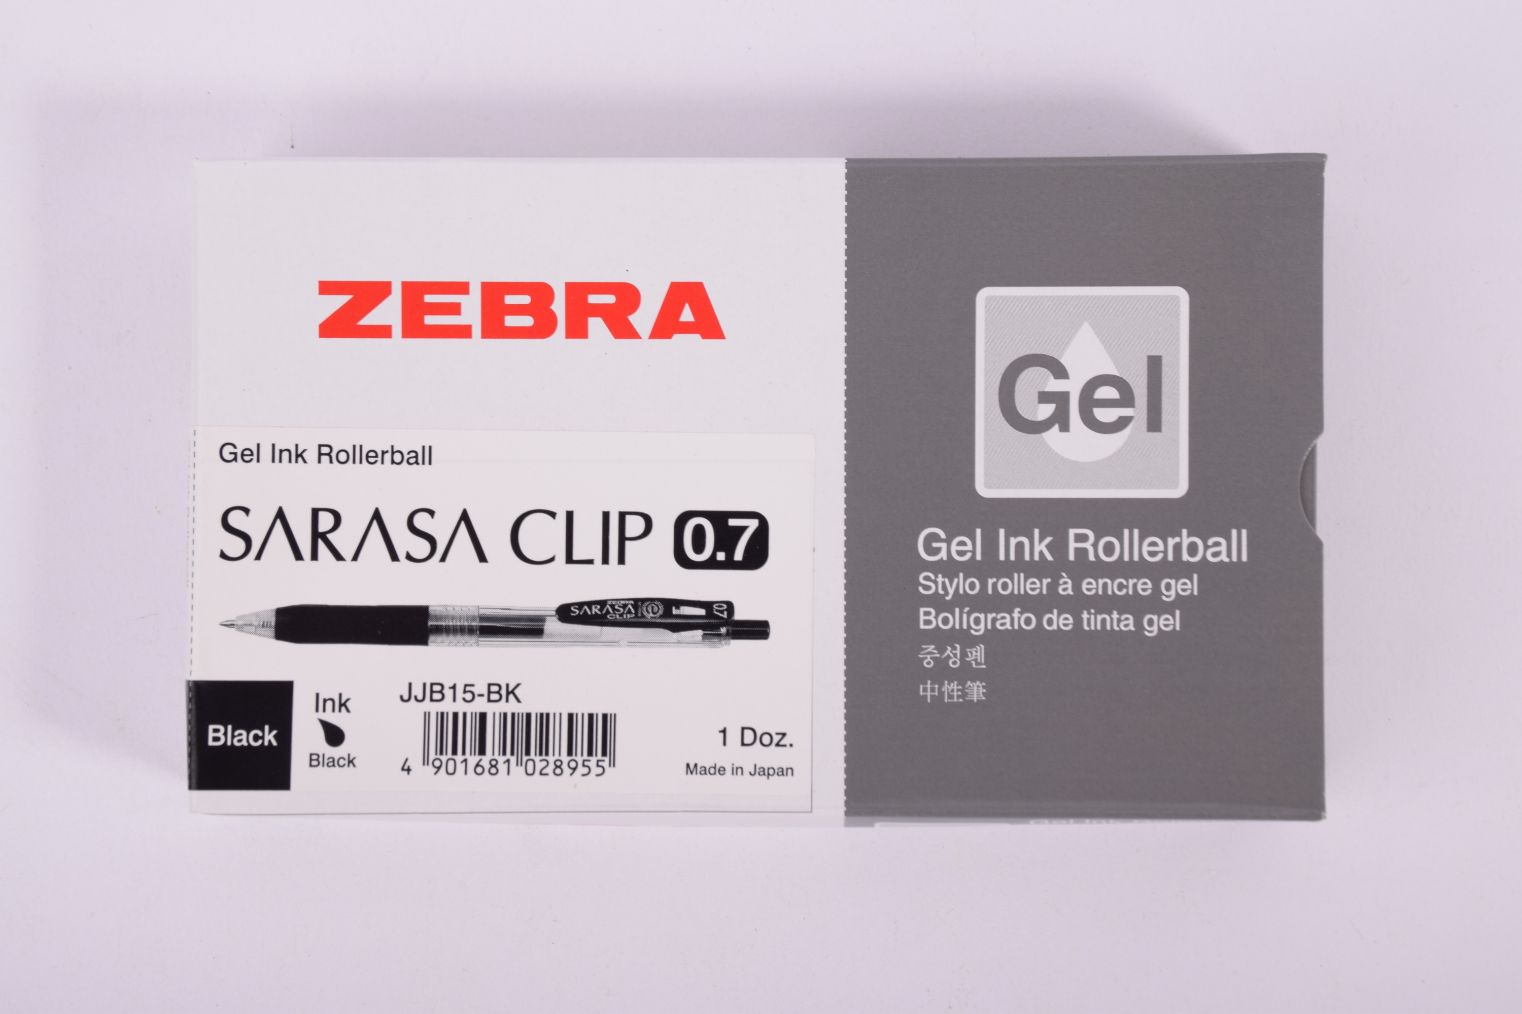 ZEBRA
Gel Ink Rollerball
SARASA CLIP 0.7
ZEBRA
SARASA
CLIP
0.7
Black
Ink
Black
JJB15-BK
4 901681 028955
1 Doz.
Made in Japan
Gel
Gel Ink Rollerball
Stylo roller à encre gel
Bolígrafo de tinta gel
중성펜
中性筆